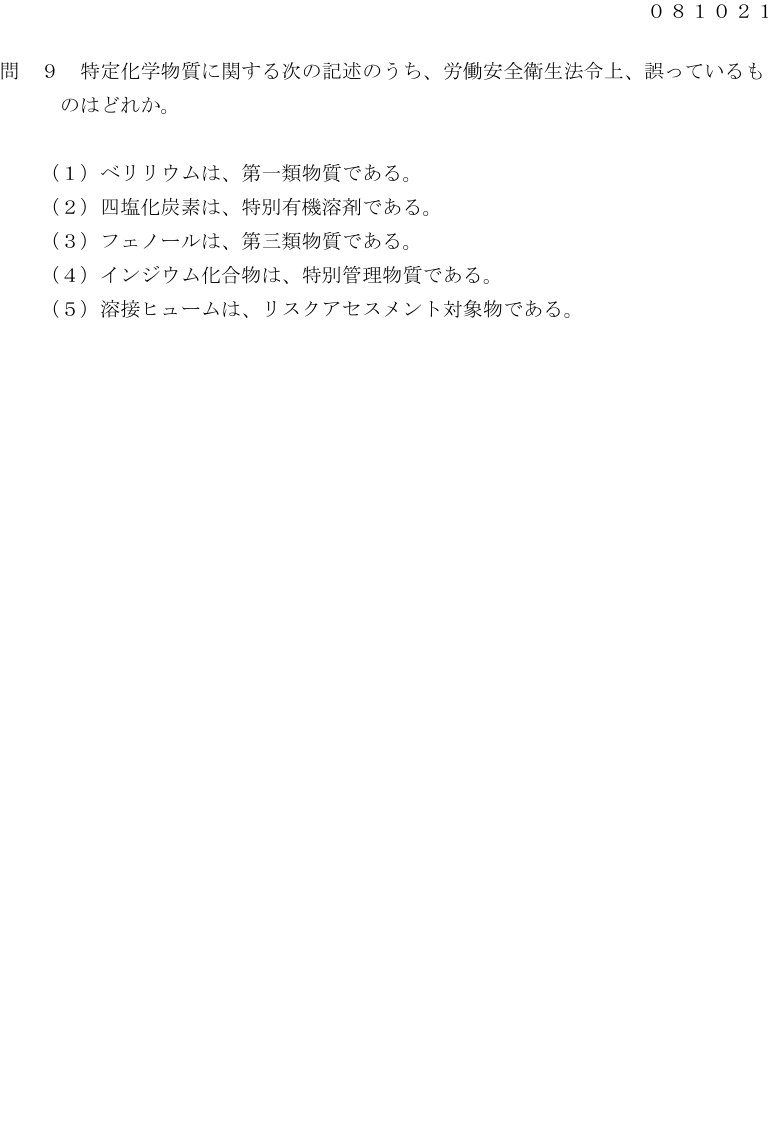 ０８１０２１
問　９　特定化学物質に関する次の記述のうち、労働安全衛生法令上、誤っているも
のはどれか。
（１）ベリリウムは、第一類物質である。
（２）四塩化炭素は、特別有機溶剤である。
（３）フェノールは、第三類物質である。
（４）インジウム化合物は、特別管理物質である。
（５）溶接ヒュームは、リスクアセスメント対象物である。